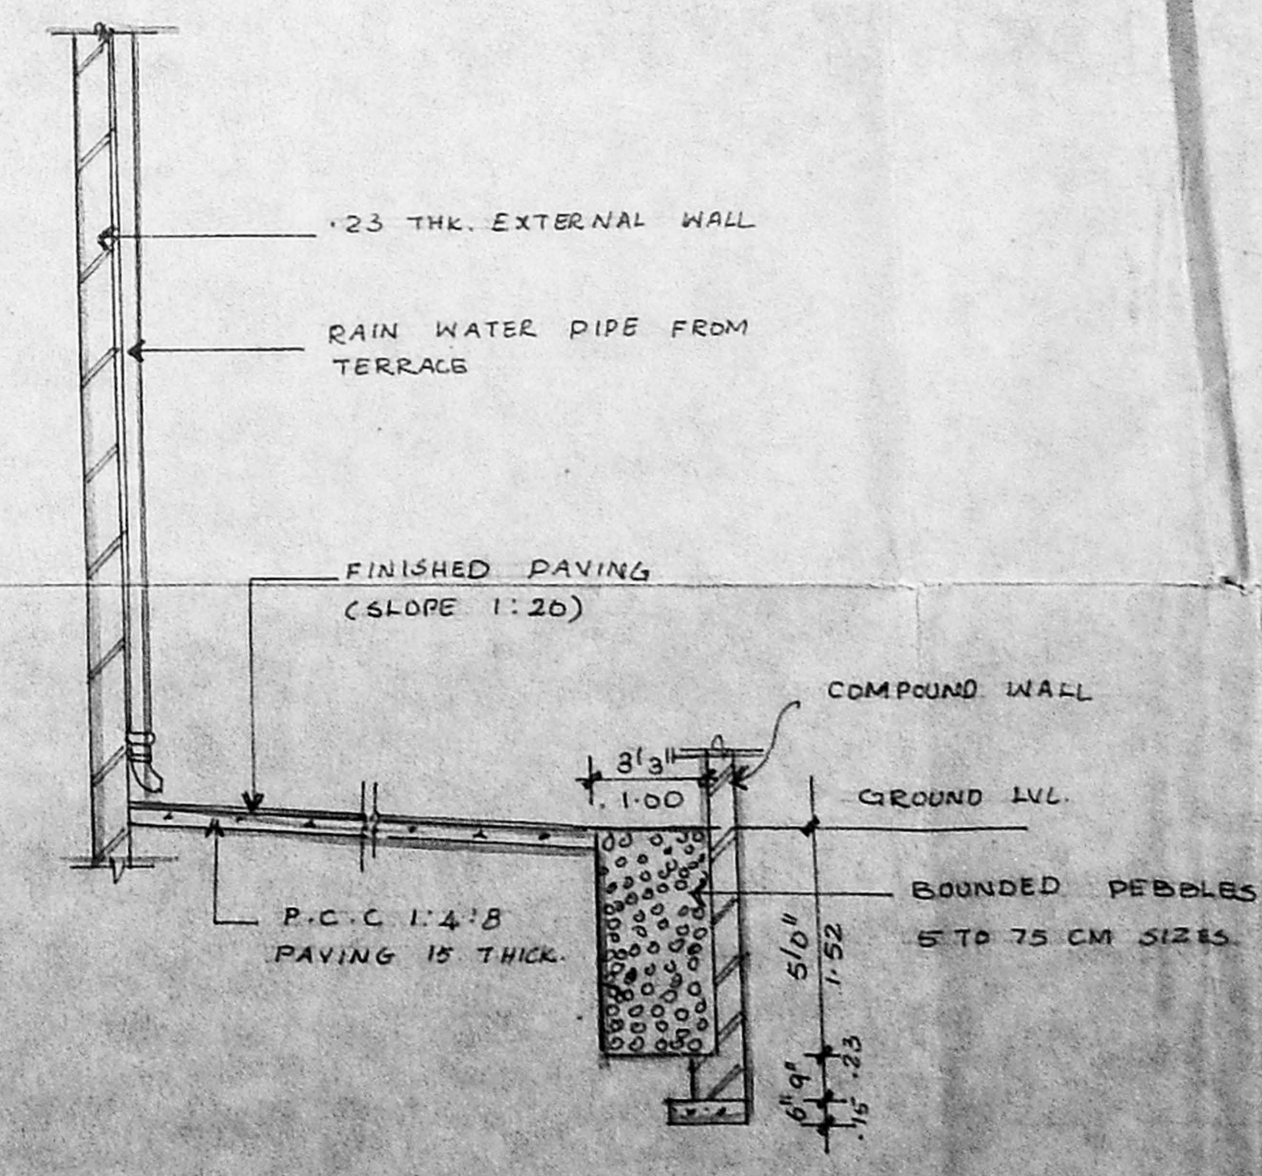 .23 THK. EXTERNAL WALL
RAIN WATER PIPE FROM
TERRACE
FINISHED PAVING
(SLOPE 1:20)
COMPOUND WALL
3'3"
1.00
GROUND LVL.
BOUNDED PEBBLES
5 TO 75 CM SIZES
P.C.C 1:4:8
PAVING 15 THICK.
5'0"
1.52
9"
.23
6"
.15